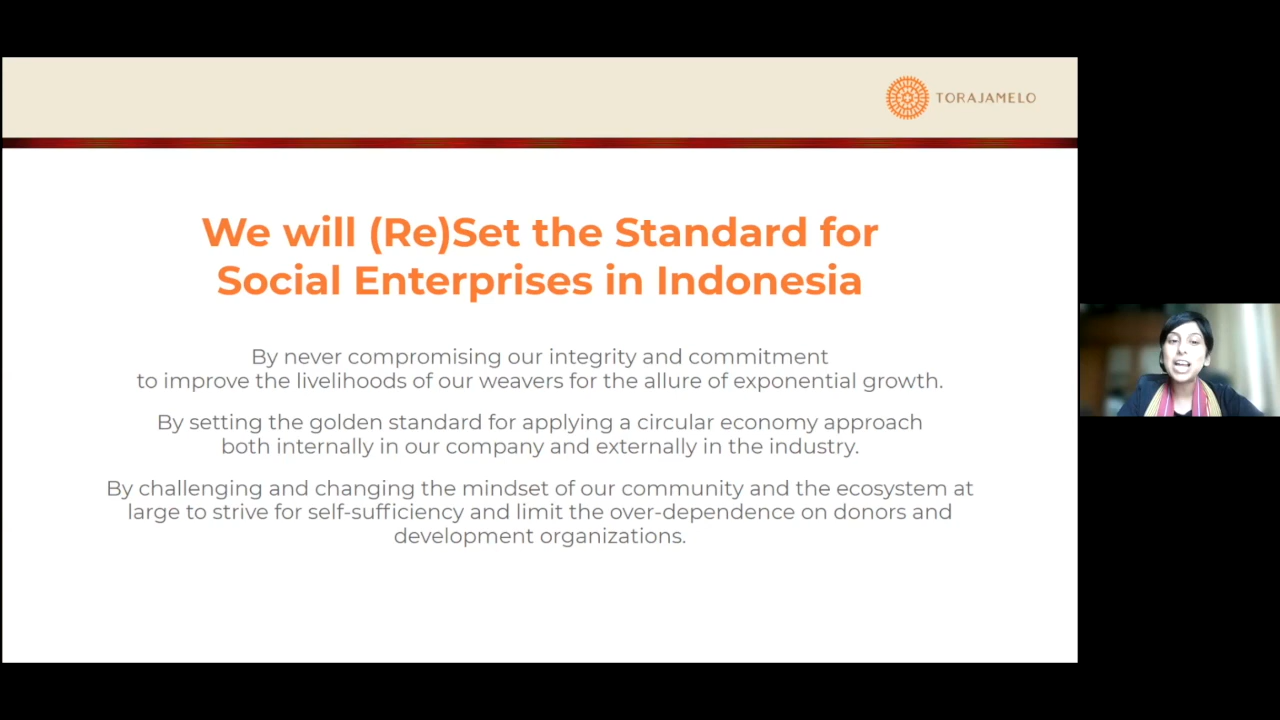 TORAJAMELO
We will (Re)Set the Standard for
Social Enterprises in Indonesia
By never compromising our integrity and commitment
to improve the livelihoods of our weavers for the allure of exponential growth.
By setting the golden standard for applying a circular economy approach
both internally in our company and externally in the industry.
By challenging and changing the mindset of our community and the ecosystem at
large to strive for self-sufficiency and limit the over-dependence on donors and
development organizations.